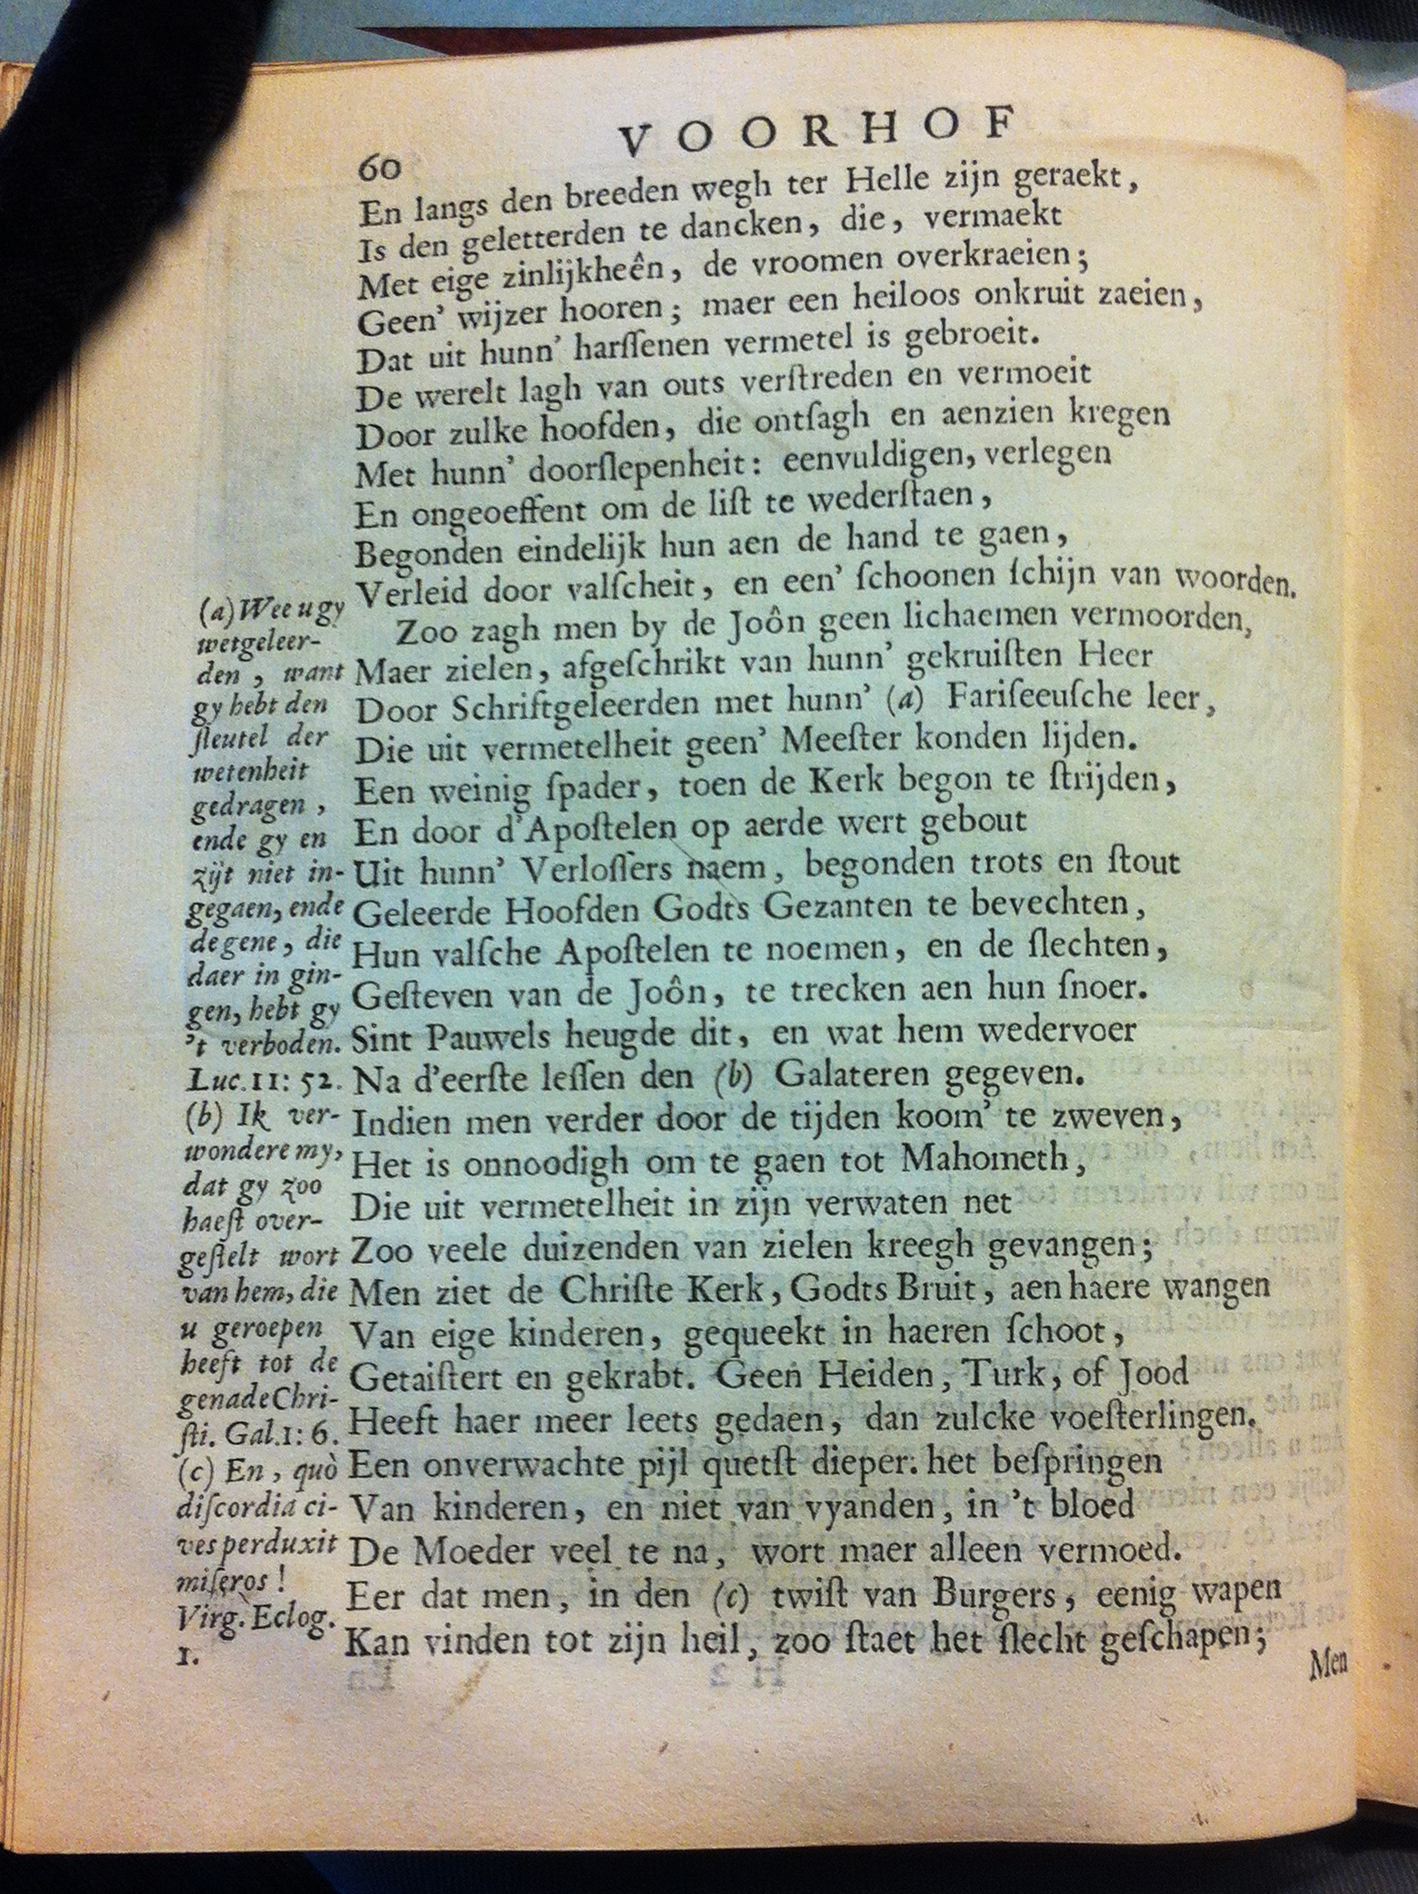 VOORHOF
60
En langs den breeden wegh ter Helle zijn geraekt,
Is den geletterden te dancken, die, vermaekt
Met eige zinlijkheên, de vroomen overkraeien;
Geen' wijzer hooren; maer een heiloos onkruit zaeien,
Dat uit hunn' harſſenen vermetel is gebroeit.
De werelt lagh van outs verſtreden en vermoeit
Door zulke hoofden, die ontſagh en aenzien kregen
Met hunn' doorſlepenheit: eenvuldigen, verlegen
En ongeoeffent om de liſt te wederſtaen,
Begonden eindelijk hun aen de hand te gaen,
Verleid door valſcheit, en een' ſchoonen ſchijn van woorden.
Zoo zagh men by de Joôn geen lichaemen vermoorden,
Maer zielen, afgeſchrikt van hunn' gekruiſten Heer
Door Schriftgeleerden met hunn' (a) Fariſeeuſche leer,
Die uit vermetelheit geen' Meeſter konden lijden.
Een weinig ſpader, toen de Kerk begon te ſtrijden,
En door d'Apoſtelen op aerde wert gebout
Uit hunn' Verloſſers naem, begonden trots en ſtout
Geleerde Hoofden Godts Gezanten te bevechten,
Hun valſche Apoſtelen te noemen, en de ſlechten,
Geſteven van de Joôn, te trecken aen hun ſnoer.
Sint Pauwels heugde dit, en wat hem wedervoer
Na d'eerſte leſſen den (b) Galateren gegeven.
Indien men verder door de tijden koom' te zweven,
Het is onnoodigh om te gaen tot Mahometh,
Die uit vermetelheit in zijn verwaten net
Zoo veele duizenden van zielen kreegh gevangen;
Men ziet de Chriſte Kerk, Godts Bruit, aen haere wangen
Van eige kinderen, gequeekt in haeren ſchoot,
Getaiſtert en gekrabt. Geen Heiden, Turk, of Jood
Heeft haer meer leets gedaen, dan zulcke voeſterlingen.
Een onverwachte pijl quetſt dieper: het beſpringen
Van kinderen, en niet van vyanden, in 't bloed
De Moeder veel te na, wort maer alleen vermoed.
Eer dat men, in den (c) twiſt van Burgers, eenig wapen
Kan vinden tot zijn heil, zoo ſtaet het ſlecht geſchapen;
Men
(a) Wee u gy
wetgeleer-
den, want
gy hebt den
ſleutel der
wetenheit
gedragen,
ende gy en
zijt niet in-
gegaen, ende
de gene, die
daer in gin-
gen, hebt gy
't verboden.
Luc. 11: 52.
(b) Ik ver-
wondere my,
dat gy zoo
haeſt over-
geſtelt wort
van hem, die
u geroepen
heeft tot de
genade Chri-
ſti. Gal. 1: 6.
(c) En, quò
diſcordia ci-
ves perduxit
miſeros!
Virg. Eclog.
1.